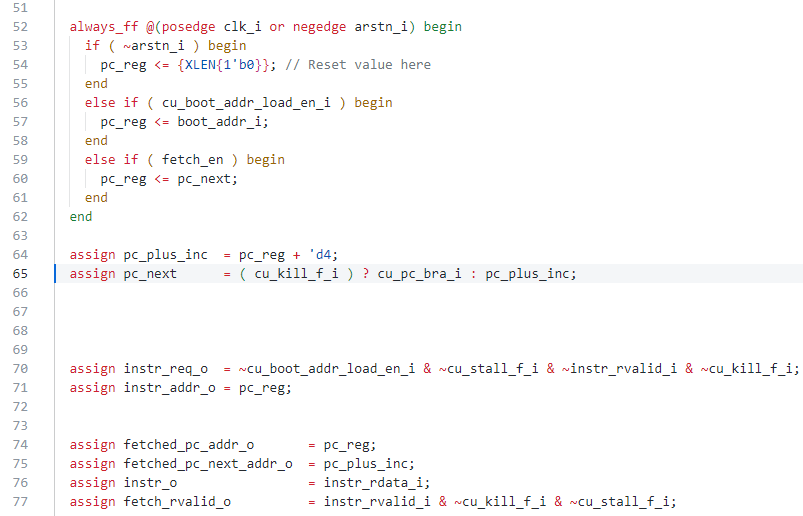 51
52 always_ff @(posedge clk_i or negedge arstn_i) begin
53 if ( ~arstn_i ) begin
54 pc_reg <= {XLEN{1'b0}}; // Reset value here
55 end
56 else if ( cu_boot_addr_load_en_i ) begin
57 pc_reg <= boot_addr_i;
58 end
59 else if ( fetch_en ) begin
60 pc_reg <= pc_next;
61 end
62 end
63
64 assign pc_plus_inc = pc_reg + 'd4;
65 assign pc_next = ( cu_kill_f_i ) ? cu_pc_bra_i : pc_plus_inc;
66
67
68
69
70 assign instr_req_o = ~cu_boot_addr_load_en_i & ~cu_stall_f_i & ~instr_rvalid_i & ~cu_kill_f_i;
71 assign instr_addr_o = pc_reg;
72
73
74 assign fetched_pc_addr_o = pc_reg;
75 assign fetched_pc_next_addr_o = pc_plus_inc;
76 assign instr_o = instr_rdata_i;
77 assign fetch_rvalid_o = instr_rvalid_i & ~cu_kill_f_i & ~cu_stall_f_i;